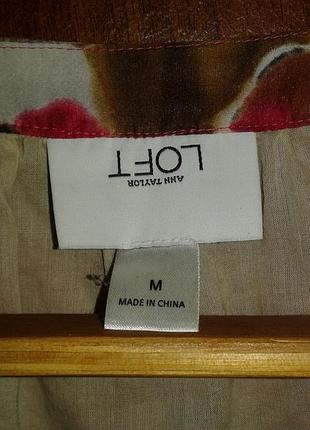 ANN TAYLOR
LOFT
M
MADE IN CHINA